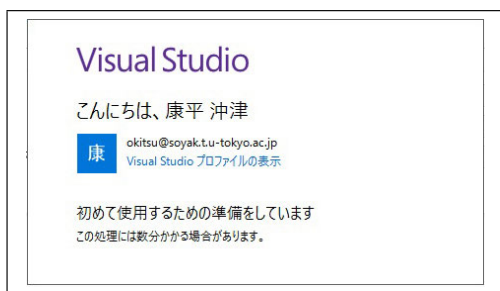 Visual Studio
こんにちは、康平 沖津
康
okitsu@soyak.t.u-tokyo.ac.jp
Visual Studio プロファイルの表示
初めて使用するための準備をしています
この処理には数分かかる場合があります。